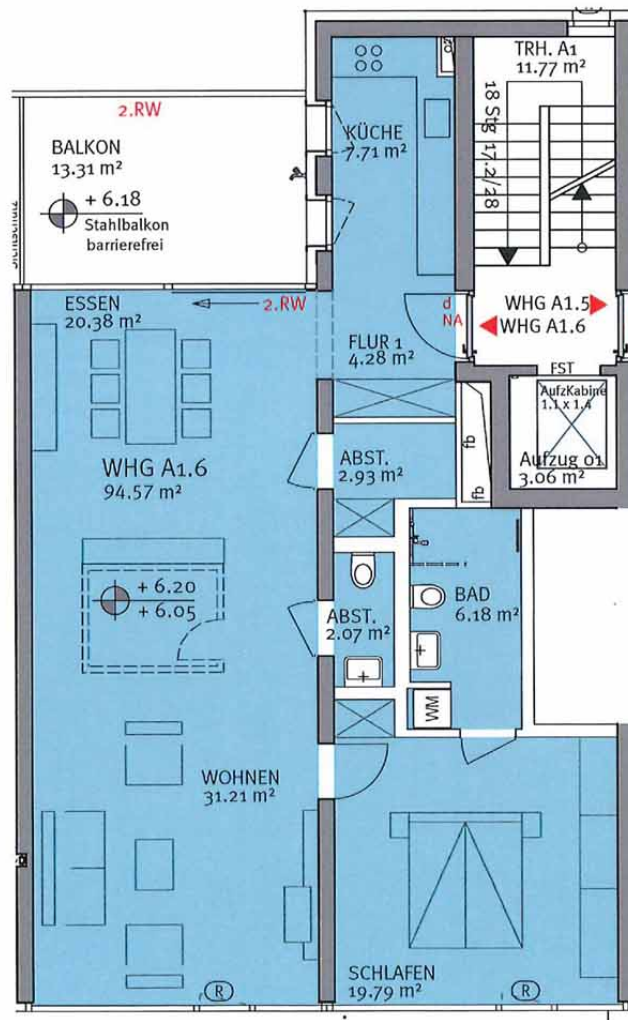 TRH. A1
11.77 m²
18 Stg 17.2/28
2.RW
BALKON
13.31 m²
+ 6.18
Stahlbalkon
barrierefrei
Sichtschutz
KÜCHE
7.71 m²
ESSEN
20.38 m²
2.RW
d
NA
WHG A1.5
WHG A1.6
FLUR 1
4.28 m²
FST
AufzKabine
1,1 x 1,4
Aufzug 01
3.06 m²
fb
fb
WHG A1.6
94.57 m²
ABST.
2.93 m²
+ 6.20
+ 6.05
ABST.
2.07 m²
BAD
6.18 m²
WM
WOHNEN
31.21 m²
SCHLAFEN
19.79 m²
R
R